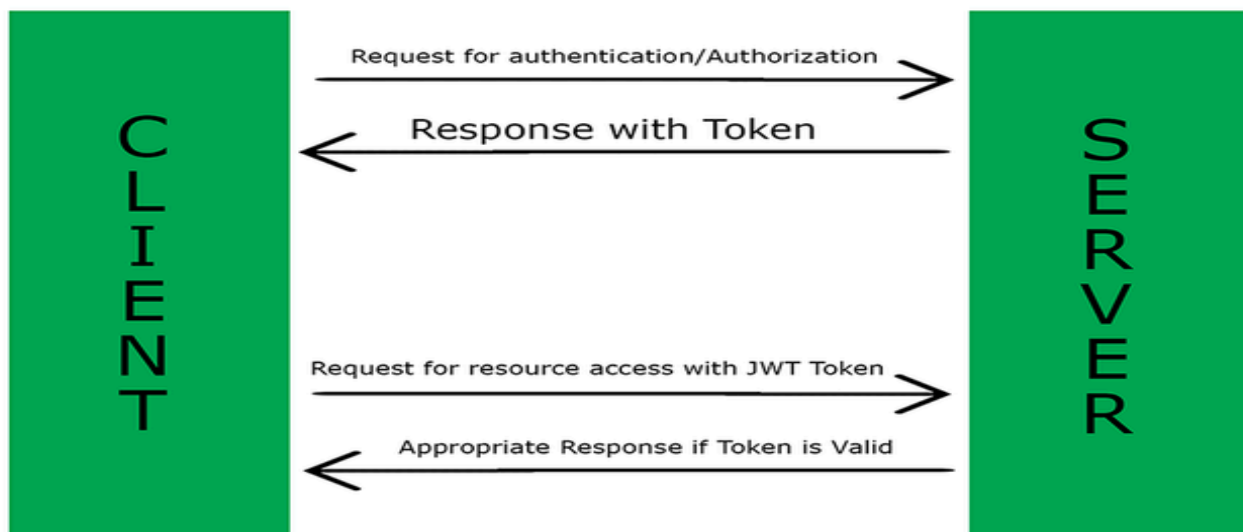 CLIENT
Request for authentication/Authorization
Response with Token
Request for resource access with JWT Token
Appropriate Response if Token is Valid
SERVER